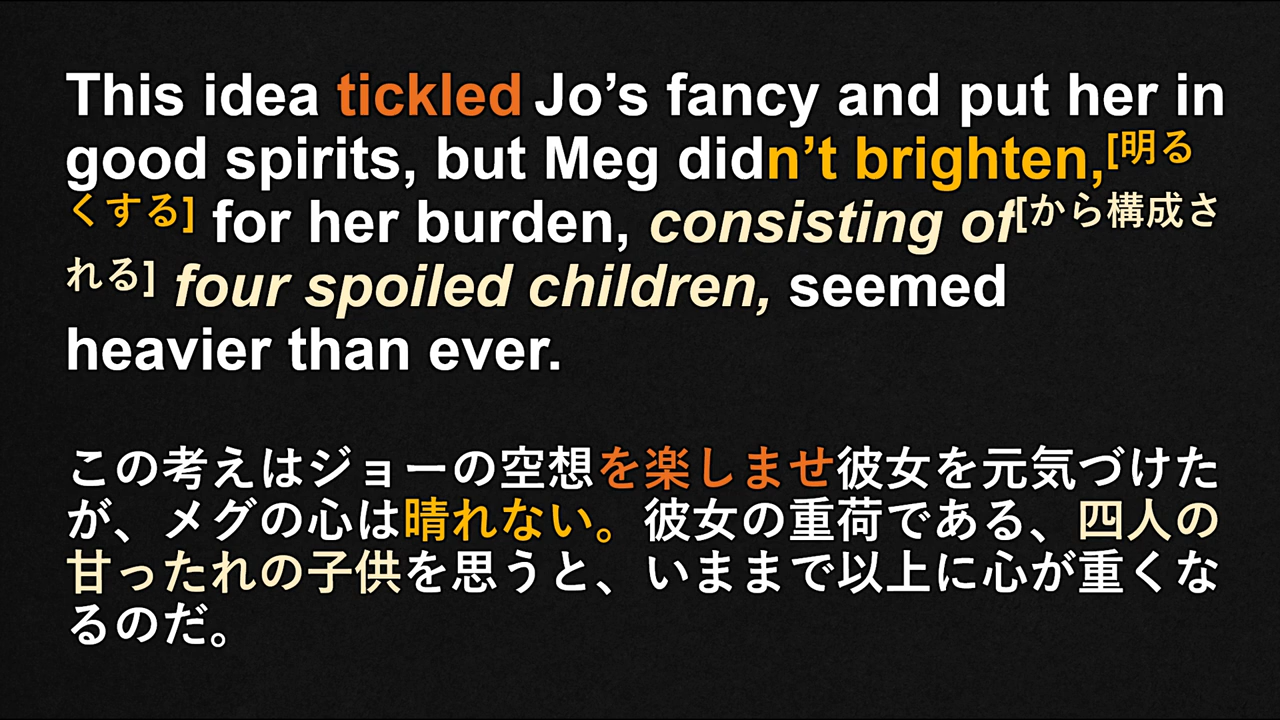 This idea tickled Jo’s fancy and put her in
good spirits, but Meg didn’t brighten,[明る
くする] for her burden, consisting of[から構成さ
れる] four spoiled children, seemed
heavier than ever.
この考えはジョーの空想を楽しませ彼女を元気づけた
が、メグの心は晴れない。彼女の重荷である、四人の
甘ったれの子供を思うと、いままで以上に心が重くな
るのだ。